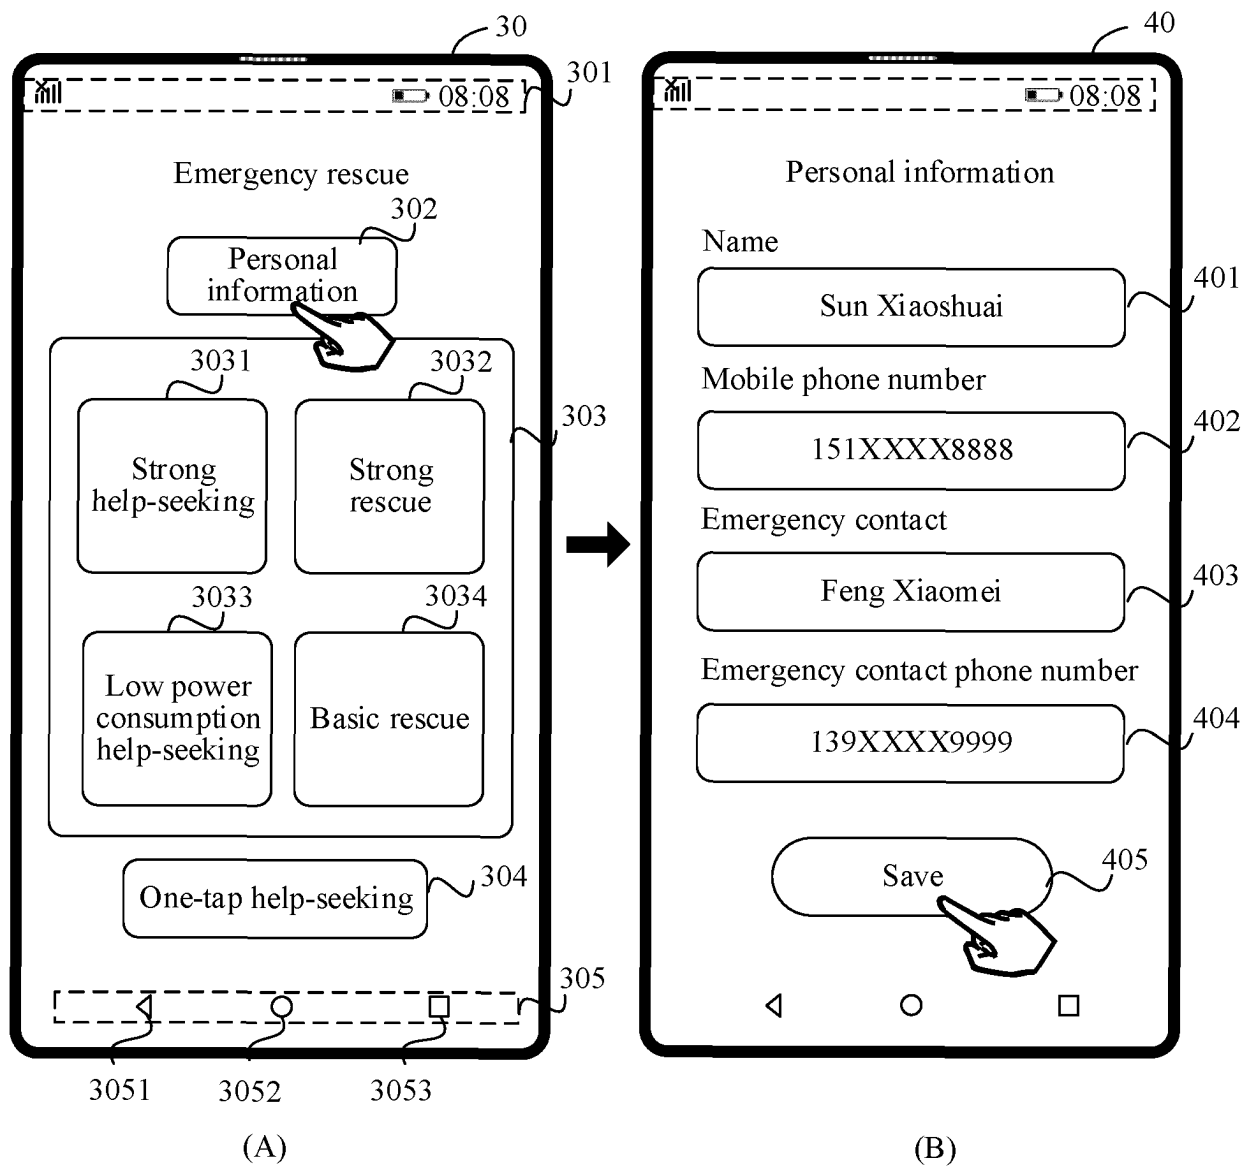 30
301
08:08
Emergency rescue
302
Personal
information
3031
3032
303
Strong
help-seeking
Strong
rescue
3033
3034
Low power
consumption
help-seeking
Basic rescue
304
One-tap help-seeking
305
3051
3052
3053
(A)
40
08:08
Personal information
Name
401
Sun Xiaoshuai
Mobile phone number
402
151XXXX8888
Emergency contact
403
Feng Xiaomei
Emergency contact phone number
404
139XXXX9999
405
Save
(B)